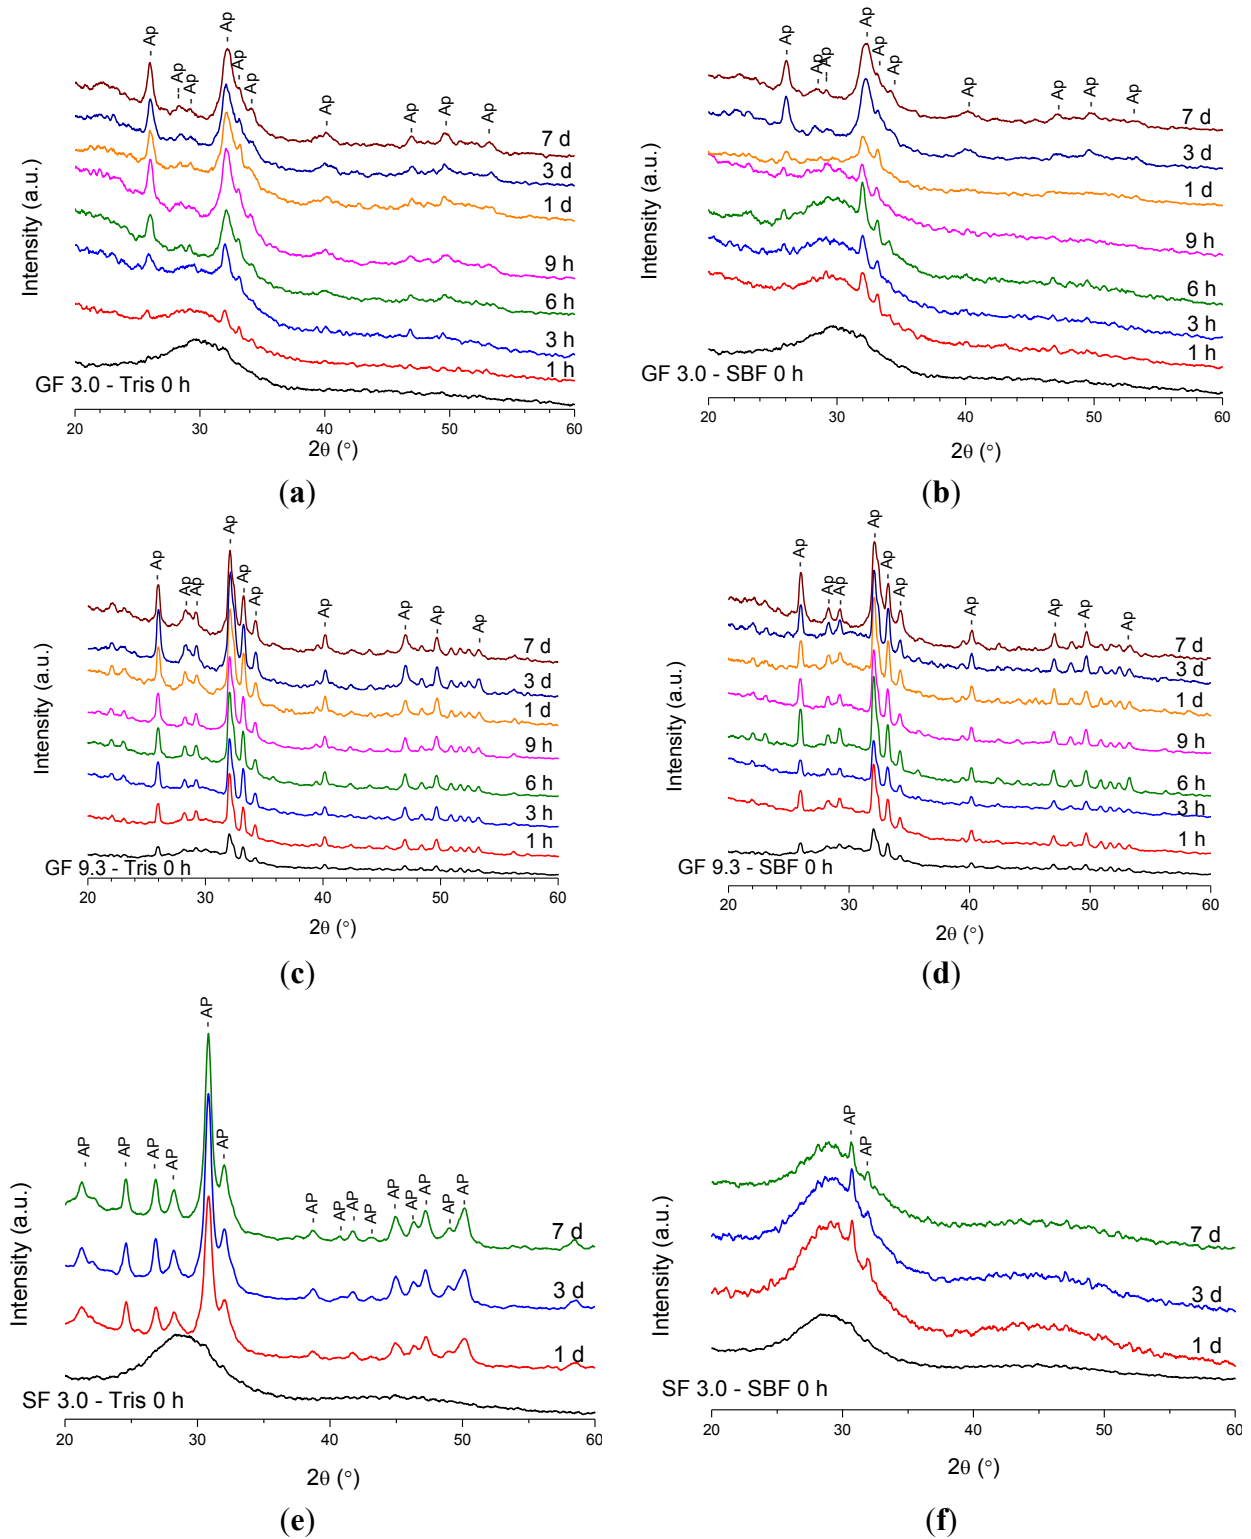 Ap Ap Ap Ap Ap Ap Ap Ap Ap Ap
7 d
3 d
1 d
9 h
6 h
3 h
1 h
GF 3.0 - Tris 0 h
Intensity (a.u.)
20 30 40 50 60
2θ (°)
(a)
Ap Ap Ap Ap Ap Ap Ap Ap Ap Ap
7 d
3 d
1 d
9 h
6 h
3 h
1 h
GF 3.0 - SBF 0 h
Intensity (a.u.)
20 30 40 50 60
2θ (°)
(b)
Ap Ap Ap Ap Ap Ap Ap Ap Ap Ap
7 d
3 d
1 d
9 h
6 h
3 h
1 h
GF 9.3 - Tris 0 h
Intensity (a.u.)
20 30 40 50 60
2θ (°)
(c)
Ap Ap Ap Ap Ap Ap Ap Ap Ap Ap
7 d
3 d
1 d
9 h
6 h
3 h
1 h
GF 9.3 - SBF 0 h
Intensity (a.u.)
20 30 40 50 60
2θ (°)
(d)
AP AP AP AP AP AP AP AP AP AP AP AP AP AP AP
7 d
3 d
1 d
SF 3.0 - Tris 0 h
Intensity (a.u.)
20 30 40 50 60
2θ (°)
(e)
AP AP
7 d
3 d
1 d
SF 3.0 - SBF 0 h
Intensity (a.u.)
20 30 40 50 60
2θ (°)
(f)